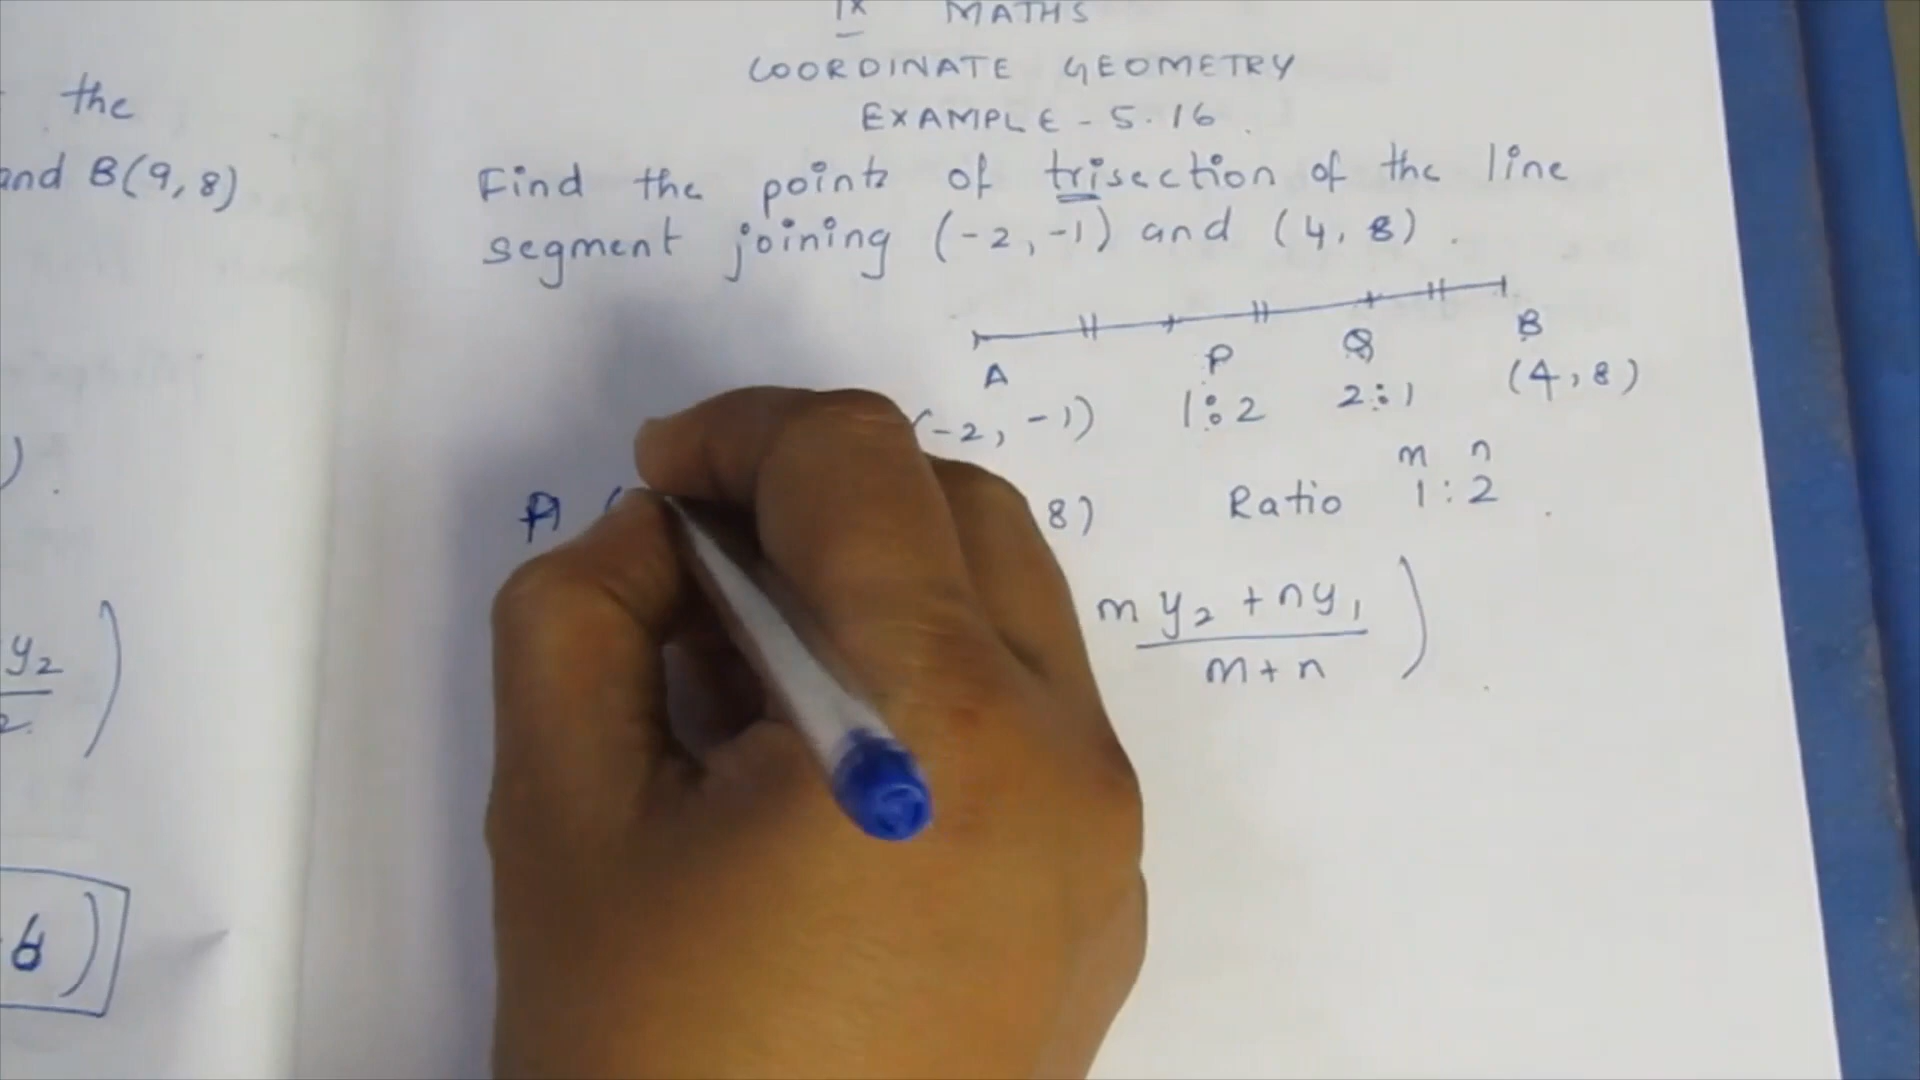 the
and B(9, 8)
)
y2
2
6)
IX MATHS
COORDINATE GEOMETRY
EXAMPLE - 5.16.
Find the points of trisection of the line
segment joining (-2, -1) and (4, 8).
A P Q B
(-2, -1) 1:2 2:1 (4, 8)
m n
A ( 8) Ratio 1:2.
my2 + ny1 )
m + n